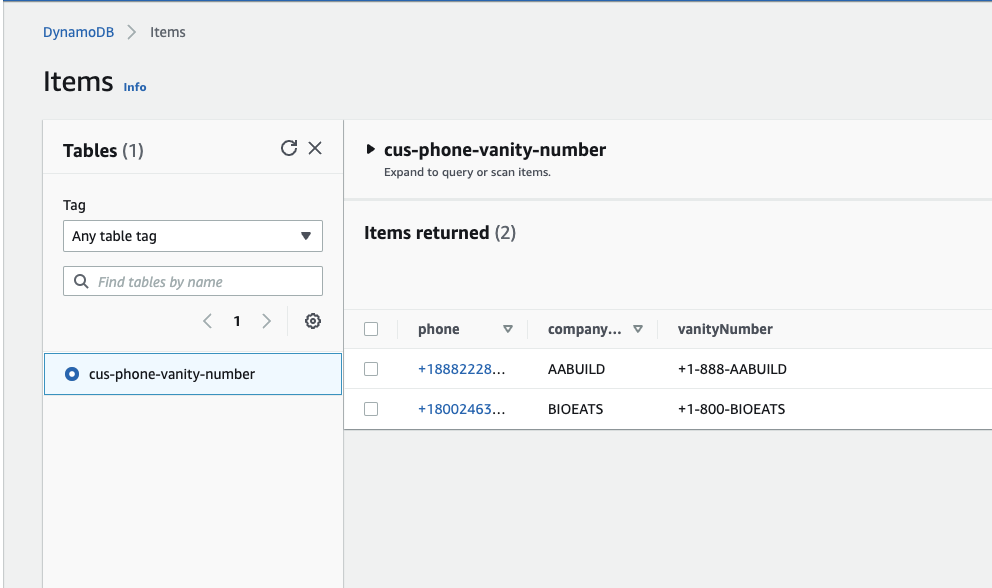 DynamoDB > Items
Items Info
Tables (1)
Tag
Any table tag
Find tables by name
1
cus-phone-vanity-number
cus-phone-vanity-number
Expand to query or scan items.
Items returned (2)
phone company... vanityNumber
+18882228... AABUILD +1-888-AABUILD
+18002463... BIOEATS +1-800-BIOEATS